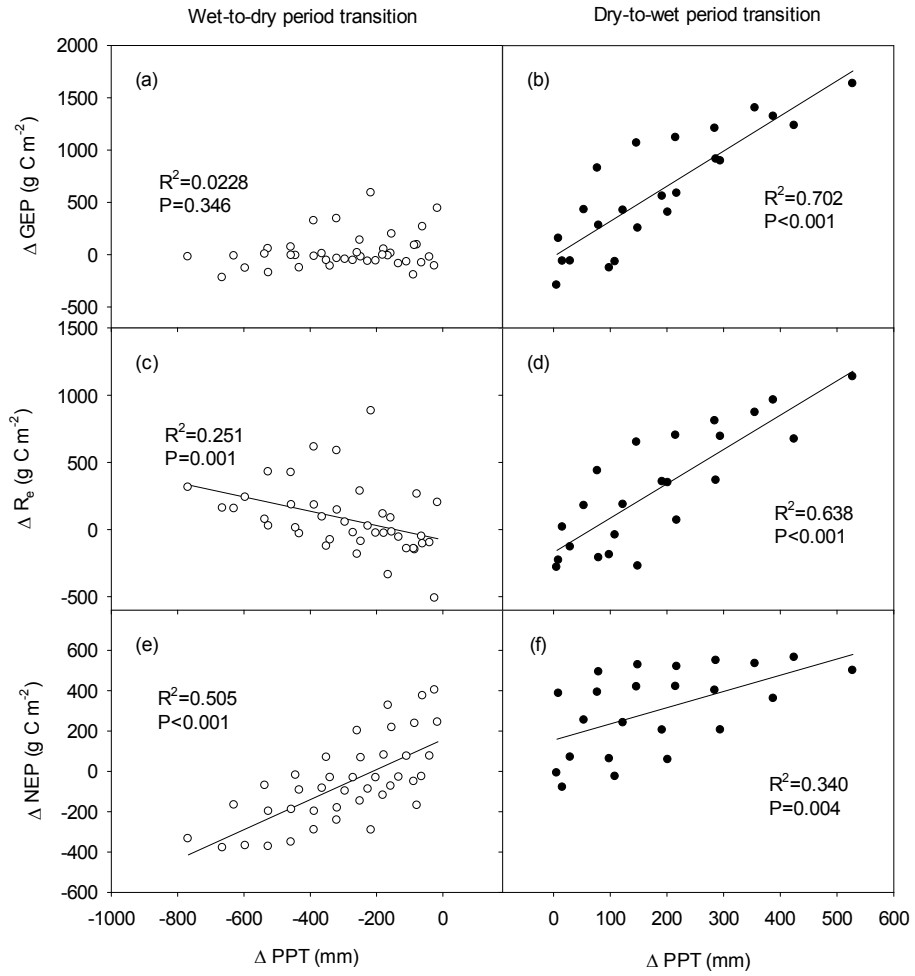 Wet-to-dry period transition
Dry-to-wet period transition
Δ GEP (g C m⁻²)
2000
1500
1000
500
0
-500
(a)
R²=0.0228
P=0.346
(b)
R²=0.702
P<0.001
Δ Rₑ (g C m⁻²)
1500
1000
500
0
-500
(c)
R²=0.251
P=0.001
(d)
R²=0.638
P<0.001
Δ NEP (g C m⁻²)
600
400
200
0
-200
-400
-600
(e)
R²=0.505
P<0.001
(f)
R²=0.340
P=0.004
-1000 -800 -600 -400 -200 0
0 100 200 300 400 500 600
Δ PPT (mm)
Δ PPT (mm)